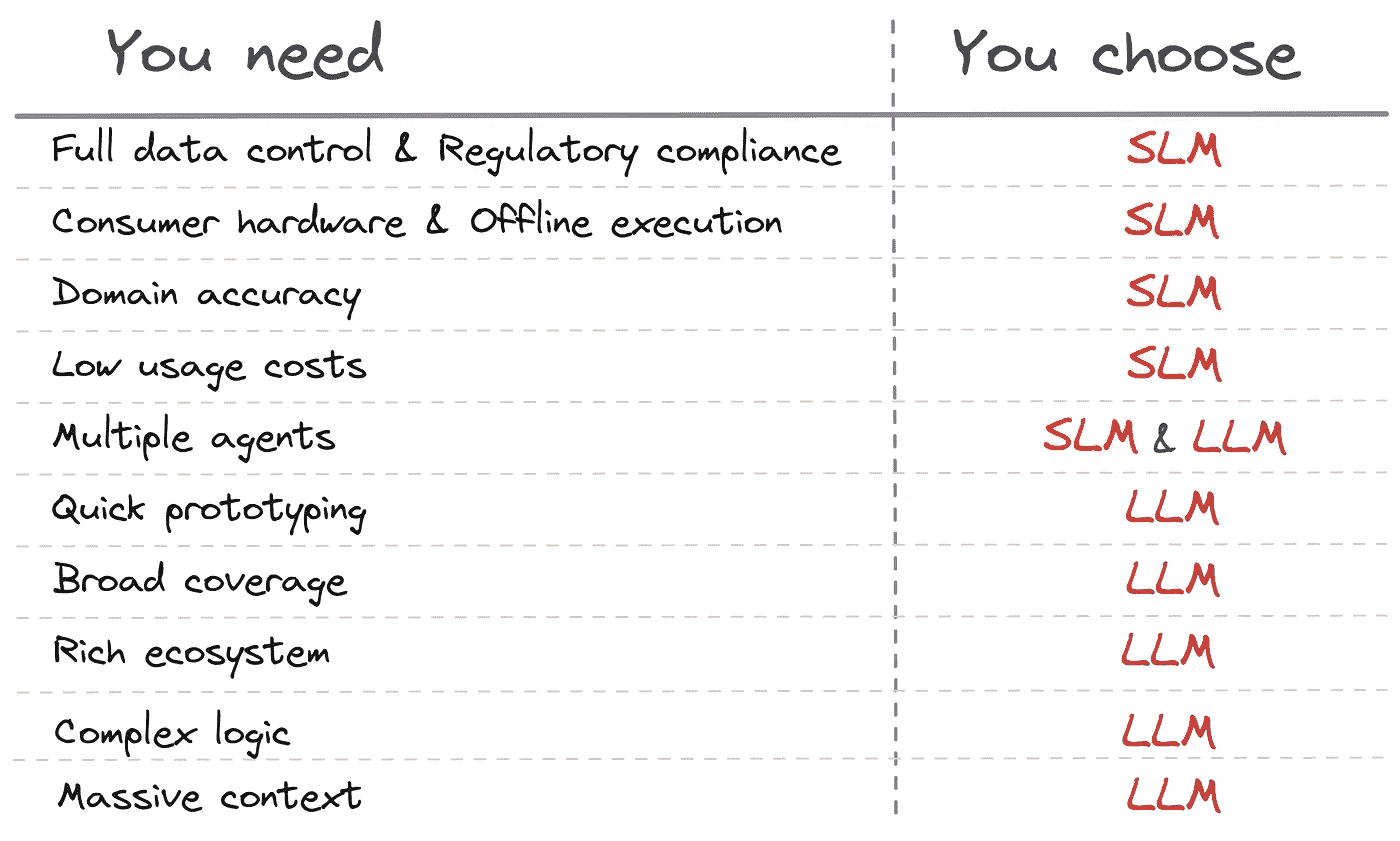 You need You choose
Full data control & Regulatory compliance SLM
Consumer hardware & Offline execution SLM
Domain accuracy SLM
Low usage costs SLM
Multiple agents SLM & LLM
Quick prototyping LLM
Broad coverage LLM
Rich ecosystem LLM
Complex logic LLM
Massive context LLM